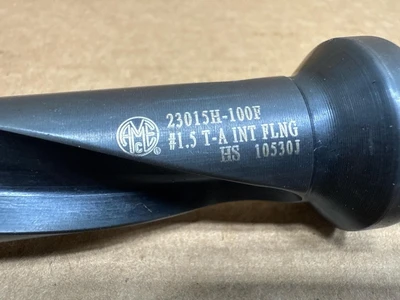 AMEC®
23015H-100F
#1.5 T-A INT FLNG
HS 10530J